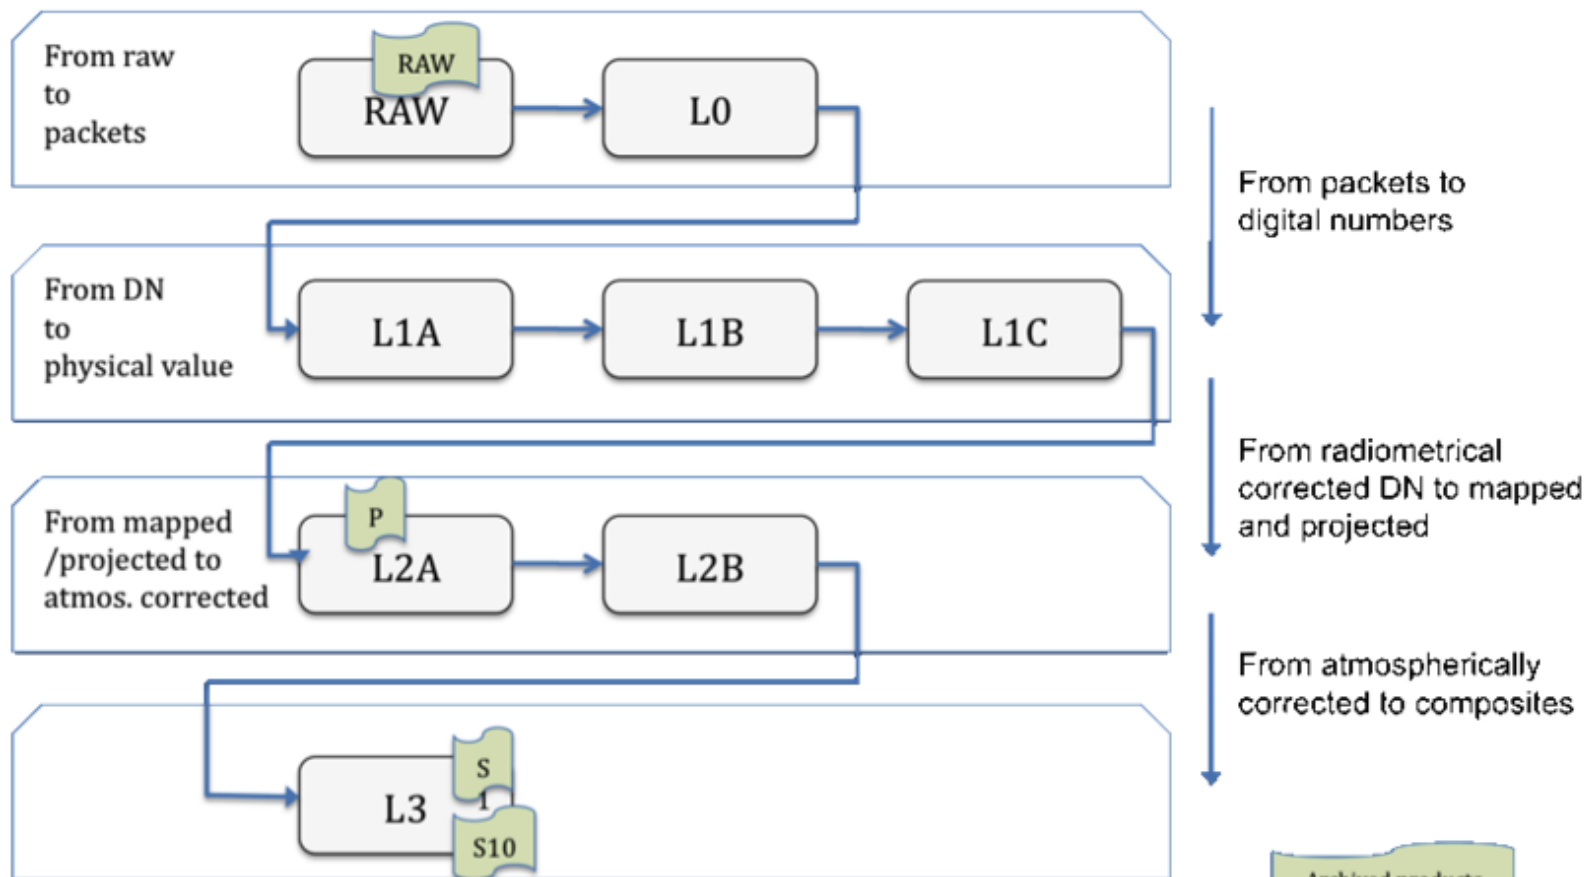 From raw
to
packets
RAW
RAW
L0
From packets to
digital numbers
From DN
to
physical value
L1A
L1B
L1C
From radiometrical
corrected DN to mapped
and projected
From mapped
/projected to
atmos. corrected
P
L2A
L2B
From atmospherically
corrected to composites
L3
S
1
S10
Archived products